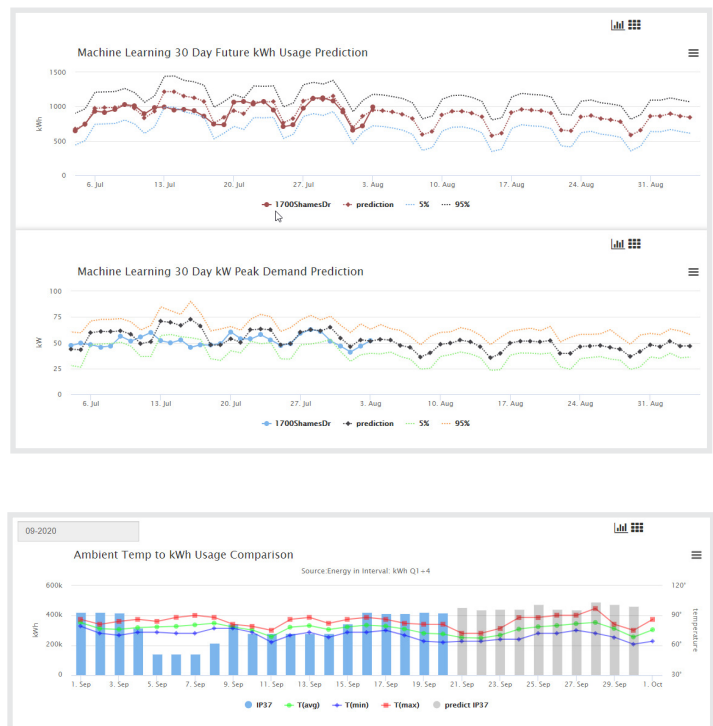 Machine Learning 30 Day Future kWh Usage Prediction
1500
1000
500
0
kWh
6. Jul 13. Jul 20. Jul 27. Jul 3. Aug 10. Aug 17. Aug 24. Aug 31. Aug
1700ShamesDr prediction 5% 95%
Machine Learning 30 Day kW Peak Demand Prediction
100
75
50
25
0
kW
6. Jul 13. Jul 20. Jul 27. Jul 3. Aug 10. Aug 17. Aug 24. Aug 31. Aug
1700ShamesDr prediction 5% 95%
09-2020
Ambient Temp to kWh Usage Comparison
Source:Energy in Interval: kWh Q1+4
600k 120°
400k 90°
200k 60°
0 30°
kWh
temperature
1. Sep 3. Sep 5. Sep 7. Sep 9. Sep 11. Sep 13. Sep 15. Sep 17. Sep 19. Sep 21. Sep 23. Sep 25. Sep 27. Sep 29. Sep 1. Oct
IP37 T(avg) T(min) T(max) predict IP37